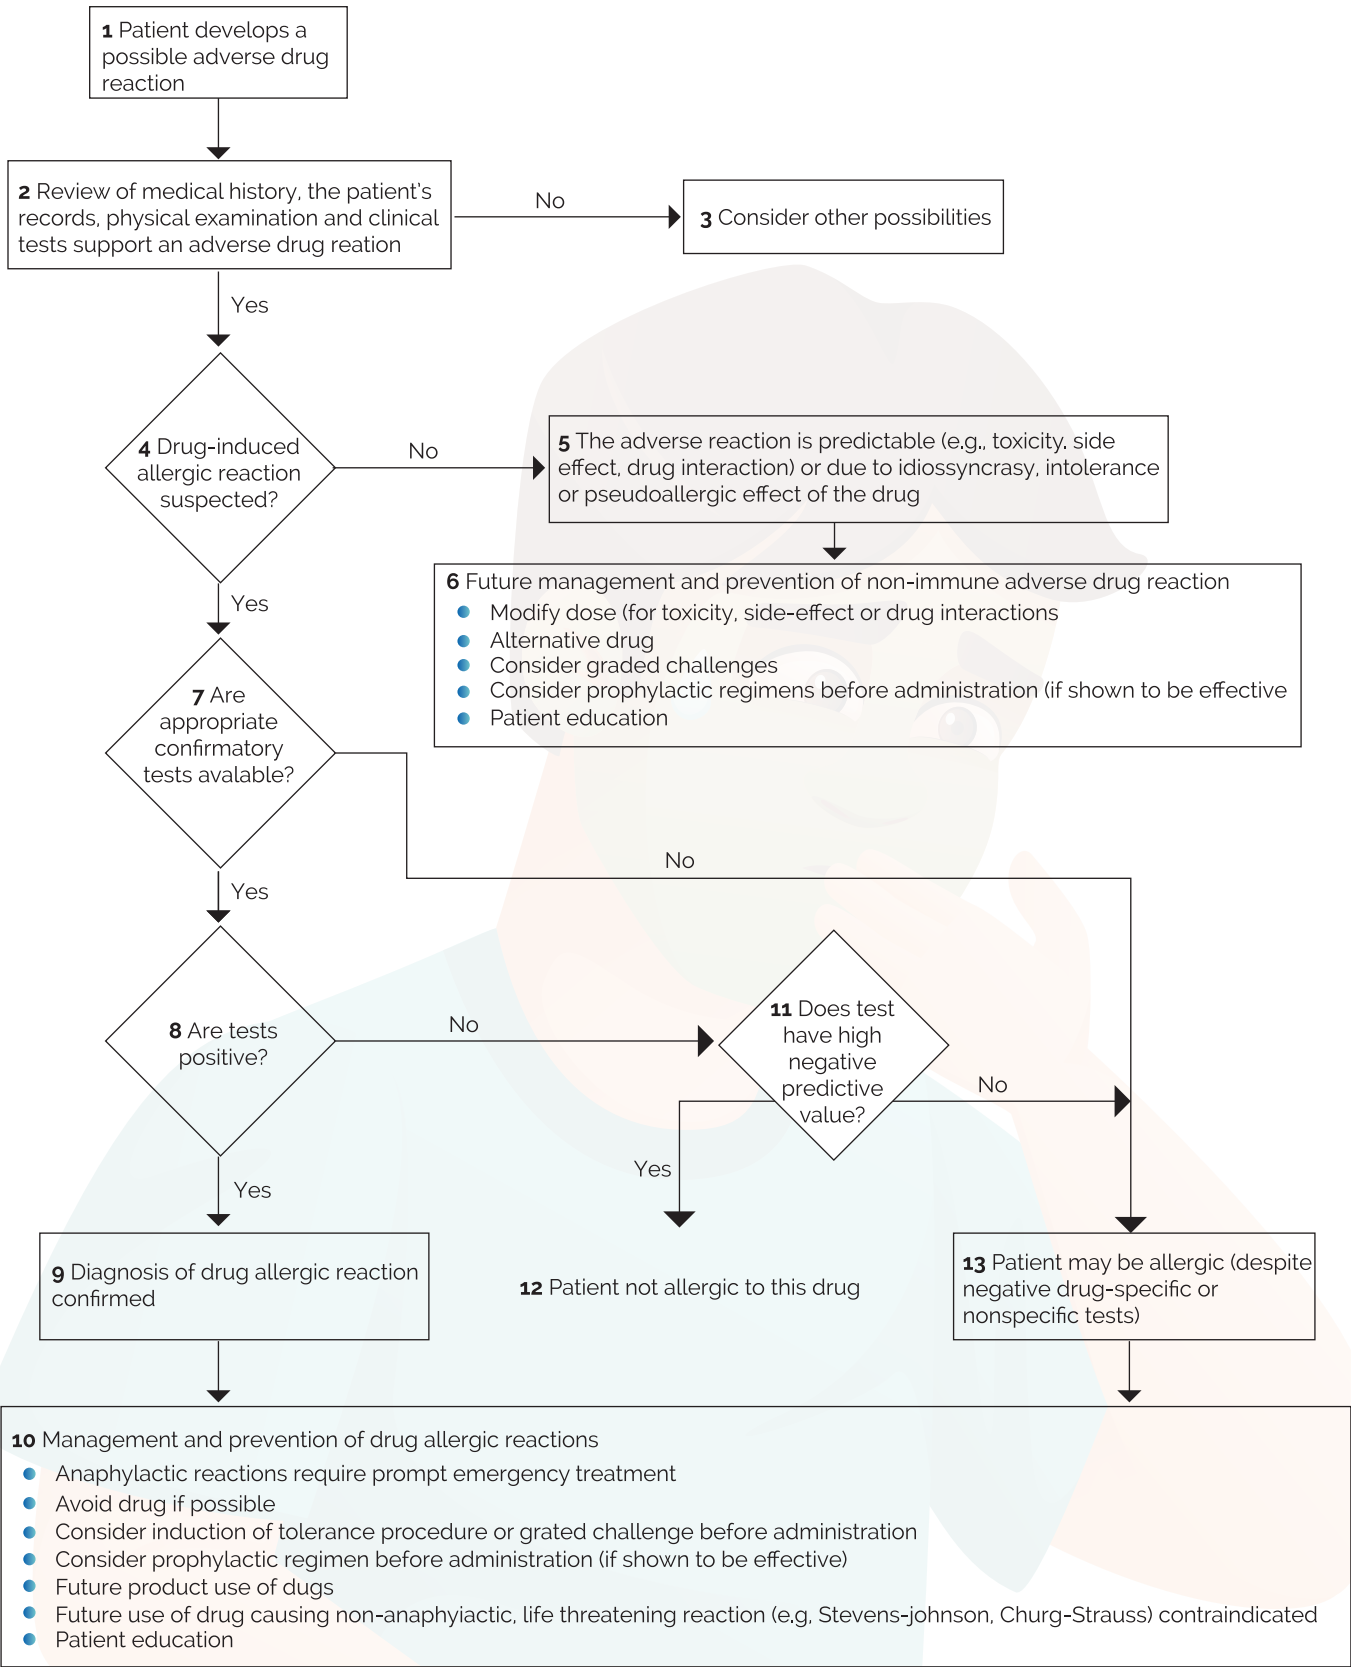 1 Patient develops a
possible adverse drug
reaction
2 Review of medical history, the patient's
records, physical examination and clinical
tests support an adverse drug reation
No
3 Consider other possibilities
Yes
4 Drug-induced
allergic reaction
suspected?
No
5 The adverse reaction is predictable (e.g., toxicity. side
effect, drug interaction) or due to idiossyncrasy, intolerance
or pseudoallergic effect of the drug
Yes
6 Future management and prevention of non-immune adverse drug reaction
Modify dose (for toxicity, side-effect or drug interactions
Alternative drug
Consider graded challenges
Consider prophylactic regimens before administration (if shown to be effective
Patient education
7 Are
appropriate
confirmatory
tests avalable?
No
Yes
8 Are tests
positive?
No
11 Does test
have high
negative
predictive
value?
No
Yes
Yes
9 Diagnosis of drug allergic reaction
confirmed
12 Patient not allergic to this drug
13 Patient may be allergic (despite
negative drug-specific or
nonspecific tests)
10 Management and prevention of drug allergic reactions
Anaphylactic reactions require prompt emergency treatment
Avoid drug if possible
Consider induction of tolerance procedure or grated challenge before administration
Consider prophylactic regimen before administration (if shown to be effective)
Future product use of dugs
Future use of drug causing non-anaphyiactic, life threatening reaction (e.g, Stevens-johnson, Churg-Strauss) contraindicated
Patient education